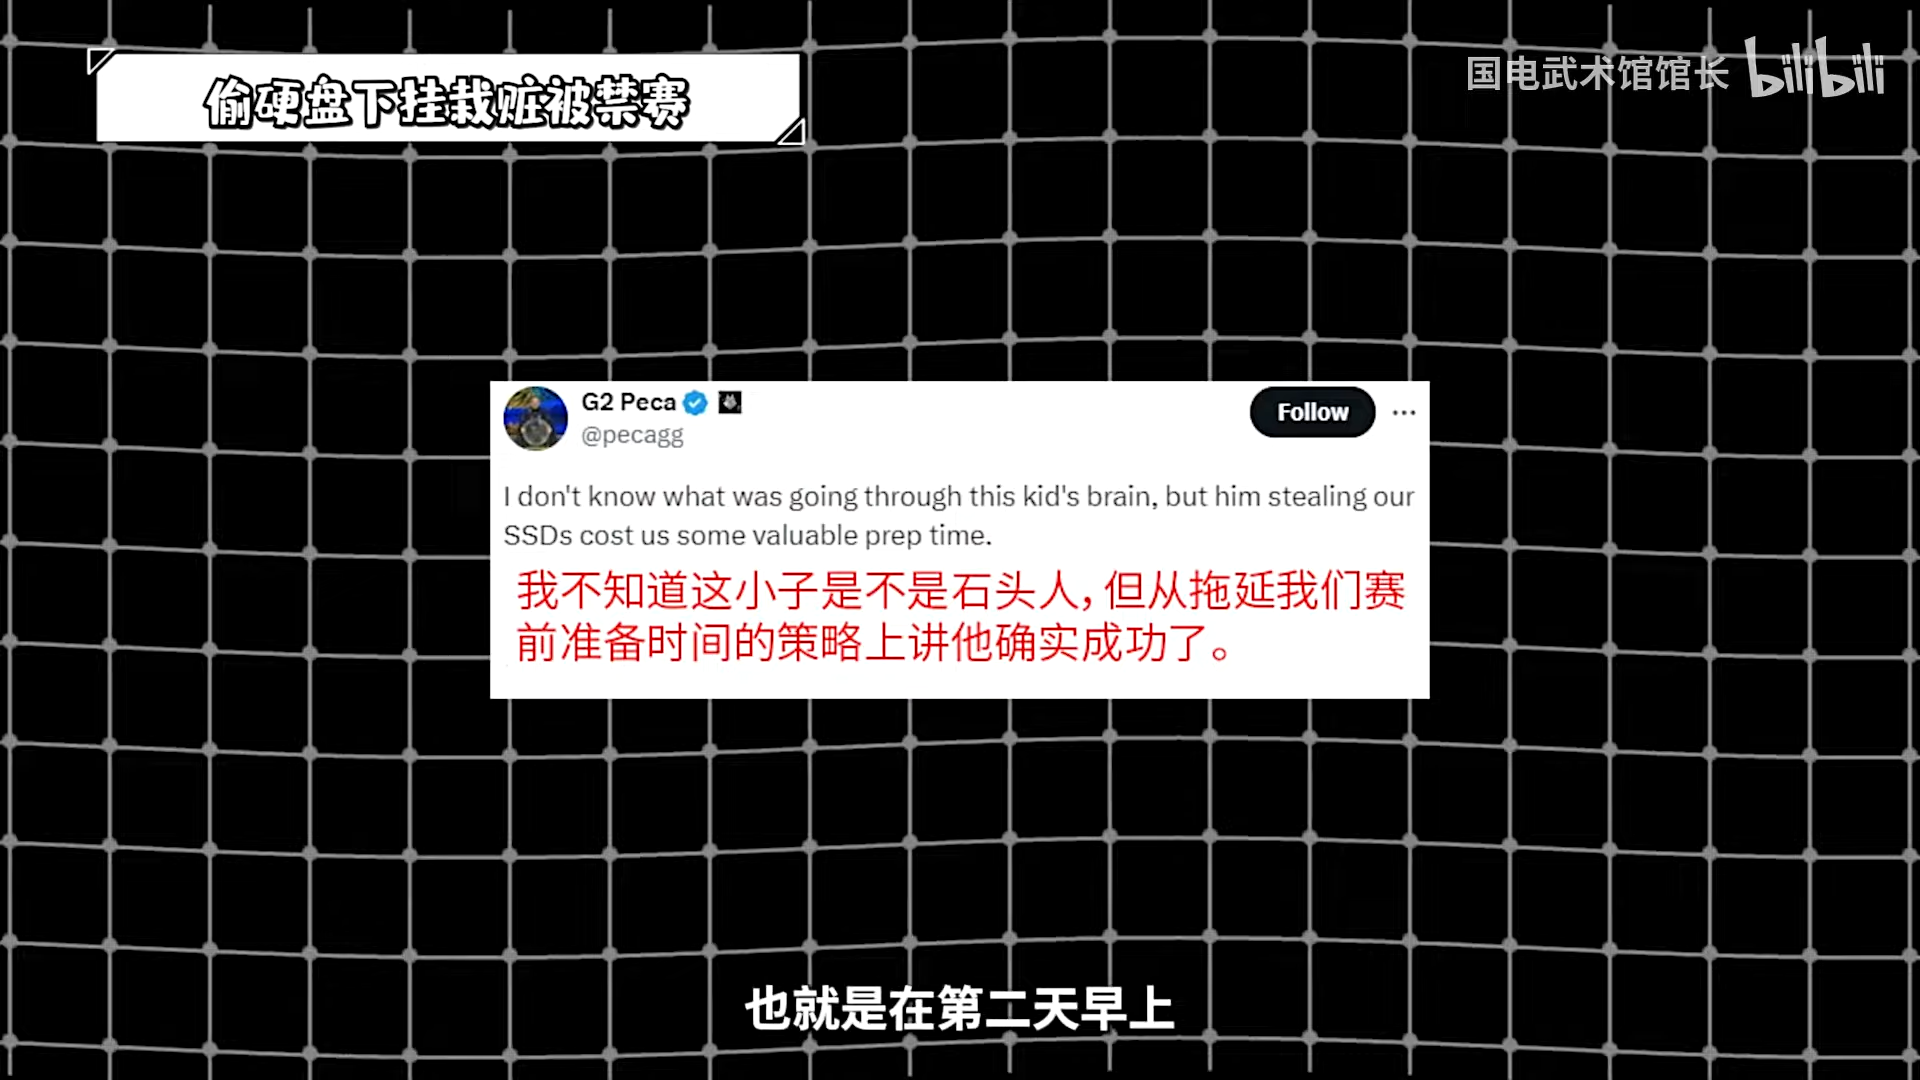 偷硬盘下挂栽赃被禁赛
国电武术馆馆长 bilibili
G2 Peca
@pecagg
Follow
I don't know what was going through this kid's brain, but him stealing our
SSDs cost us some valuable prep time.
我不知道这小子是不是石头人，但从拖延我们赛
前准备时间的策略上讲他确实成功了。
也就是在第二天早上